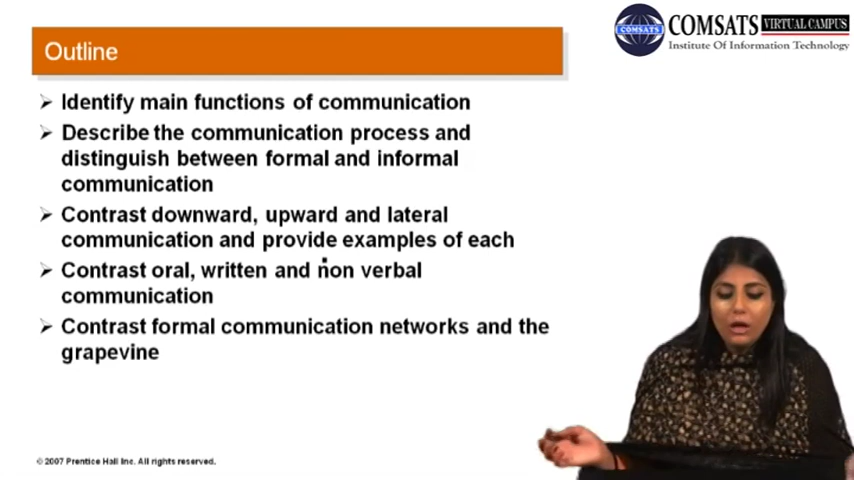 Outline
COMSATS
COMSATS VIRTUAL CAMPUS
Institute Of Information Technology
➢ Identify main functions of communication
➢ Describe the communication process and
distinguish between formal and informal
communication
➢ Contrast downward, upward and lateral
communication and provide examples of each
➢ Contrast oral, written and non verbal
communication
➢ Contrast formal communication networks and the
grapevine
© 2007 Prentice Hall Inc. All rights reserved.